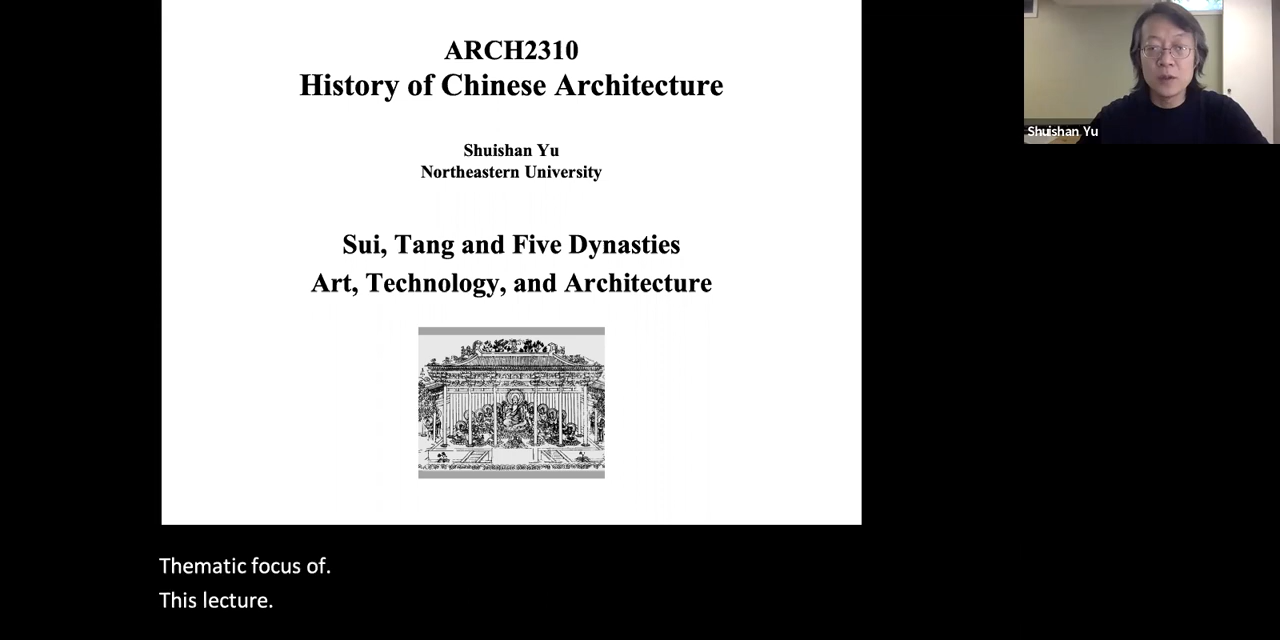 ARCH2310
History of Chinese Architecture
Shuishan Yu
Northeastern University
Sui, Tang and Five Dynasties
Art, Technology, and Architecture
Shuishan Yu
Thematic focus of.
This lecture.